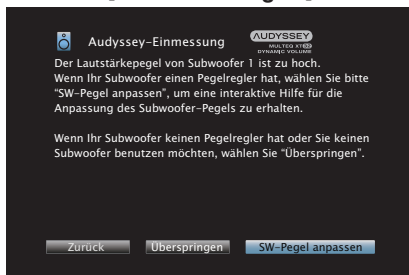 Audyssey-Einmessung
AUDYSSEY
MULTEQ XT32
DYNAMIC VOLUME
Der Lautstärkepegel von Subwoofer 1 ist zu hoch.
Wenn Ihr Subwoofer einen Pegelregler hat, wählen Sie bitte
“SW-Pegel anpassen”, um eine interaktive Hilfe für die
Anpassung des Subwoofer-Pegels zu erhalten.
Wenn Ihr Subwoofer keinen Pegelregler hat oder Sie keinen
Subwoofer benutzen möchten, wählen Sie “Überspringen”.
Zurück Überspringen SW-Pegel anpassen